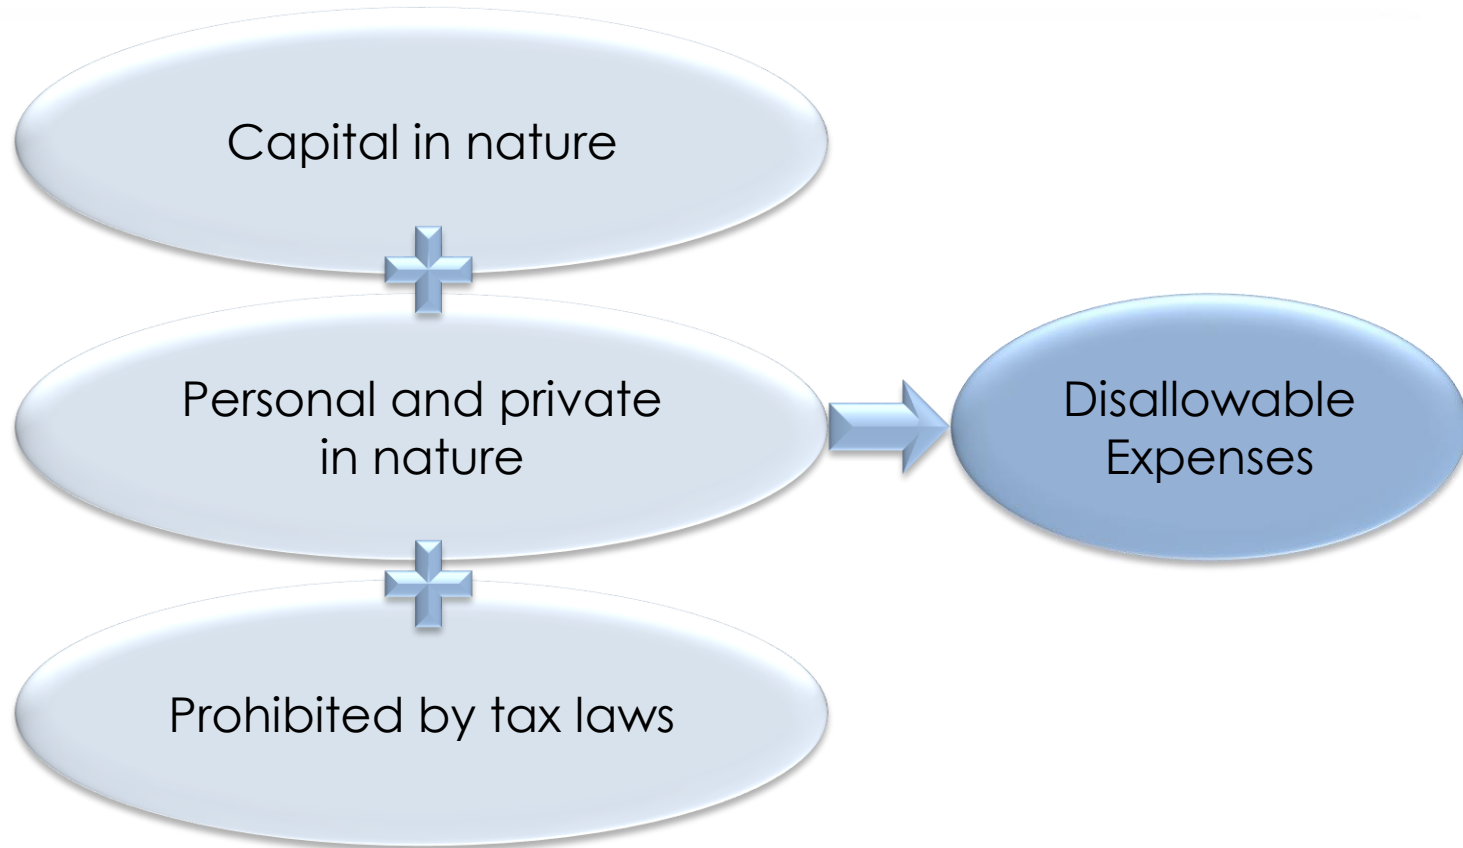 Capital in nature
Personal and private
in nature
Prohibited by tax laws
Disallowable
Expenses